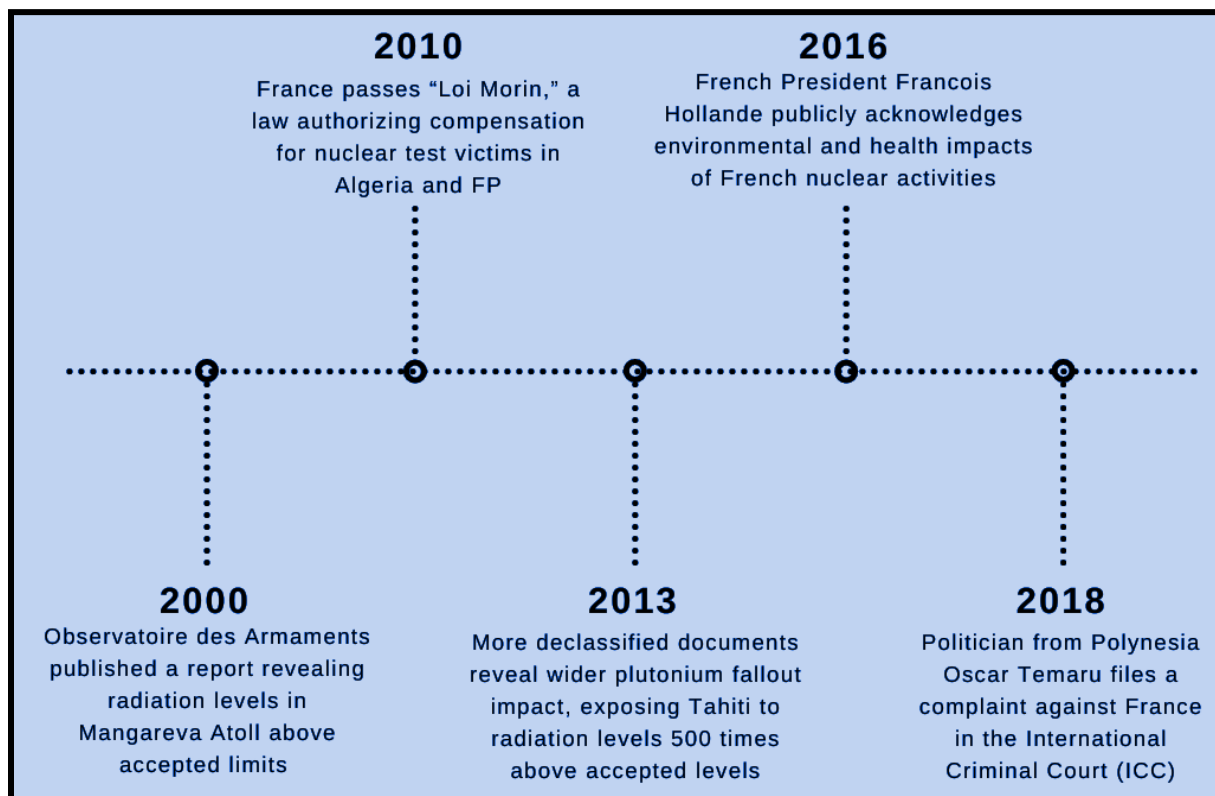 2010
France passes “Loi Morin,” a
law authorizing compensation
for nuclear test victims in
Algeria and FP
2016
French President Francois
Hollande publicly acknowledges
environmental and health impacts
of French nuclear activities
2000
Observatoire des Armaments
published a report revealing
radiation levels in
Mangareva Atoll above
accepted limits
2013
More declassified documents
reveal wider plutonium fallout
impact, exposing Tahiti to
radiation levels 500 times
above accepted levels
2018
Politician from Polynesia
Oscar Temaru files a
complaint against France
in the International
Criminal Court (ICC)